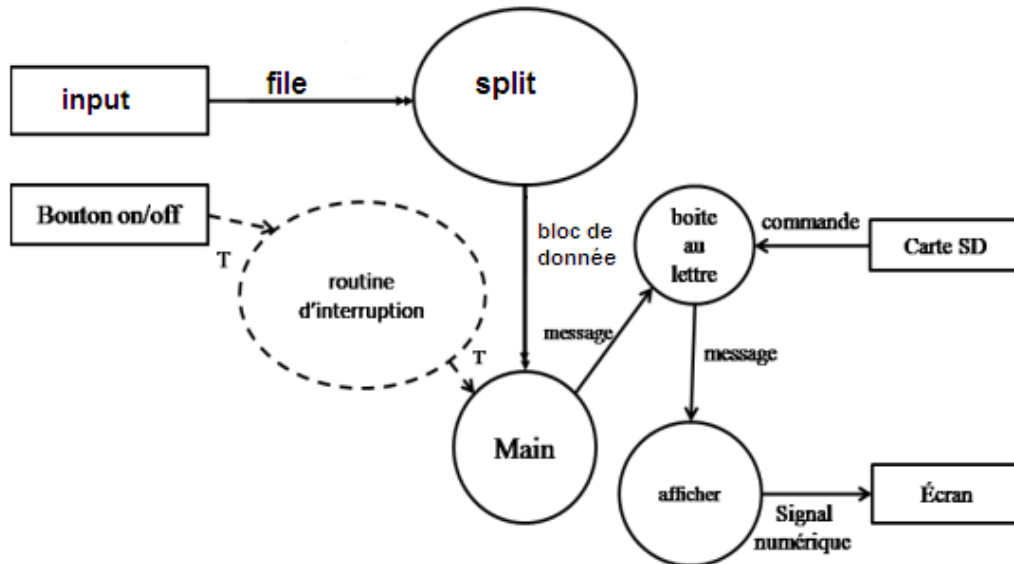 input
file
split
Bouton on/off
T
routine
d'interruption
T
bloc de
donnée
boite
au
lettre
commande
Carte SD
message
message
Main
afficher
Signal
numérique
Écran